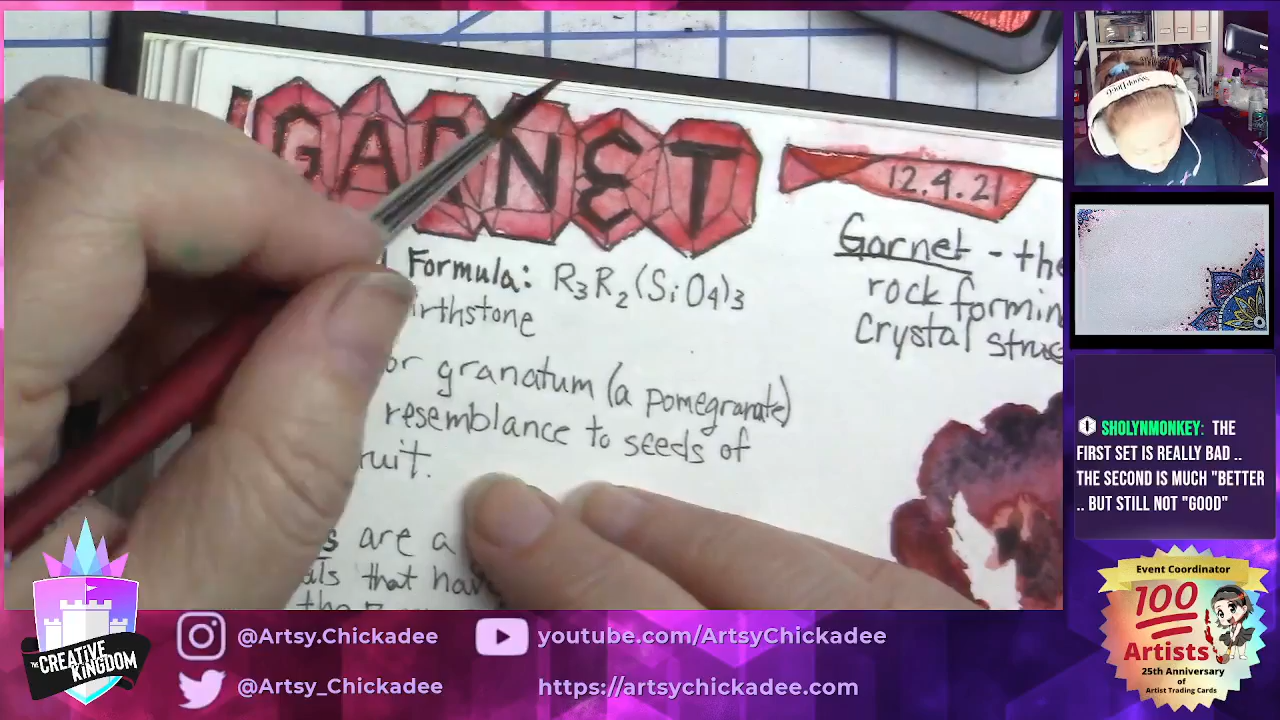 GARNET
12.4.21
Formula: R3R2(SiO4)3
irthstone
or granatum (a pomegranate)
resemblance to seeds of
ruit.
are a
als that hav
Garnet - the
rock formin
Crystal struc
SHOLYNMONKEY: THE
FIRST SET IS REALLY BAD ..
THE SECOND IS MUCH "BETTER
.. BUT STILL NOT "GOOD"
Event Coordinator
100
Artists
25th Anniversary
of
Artist Trading Cards
THE CREATIVE
KINGDOM
@Artsy.Chickadee
youtube.com/ArtsyChickadee
@Artsy_Chickadee
https://artsychickadee.com